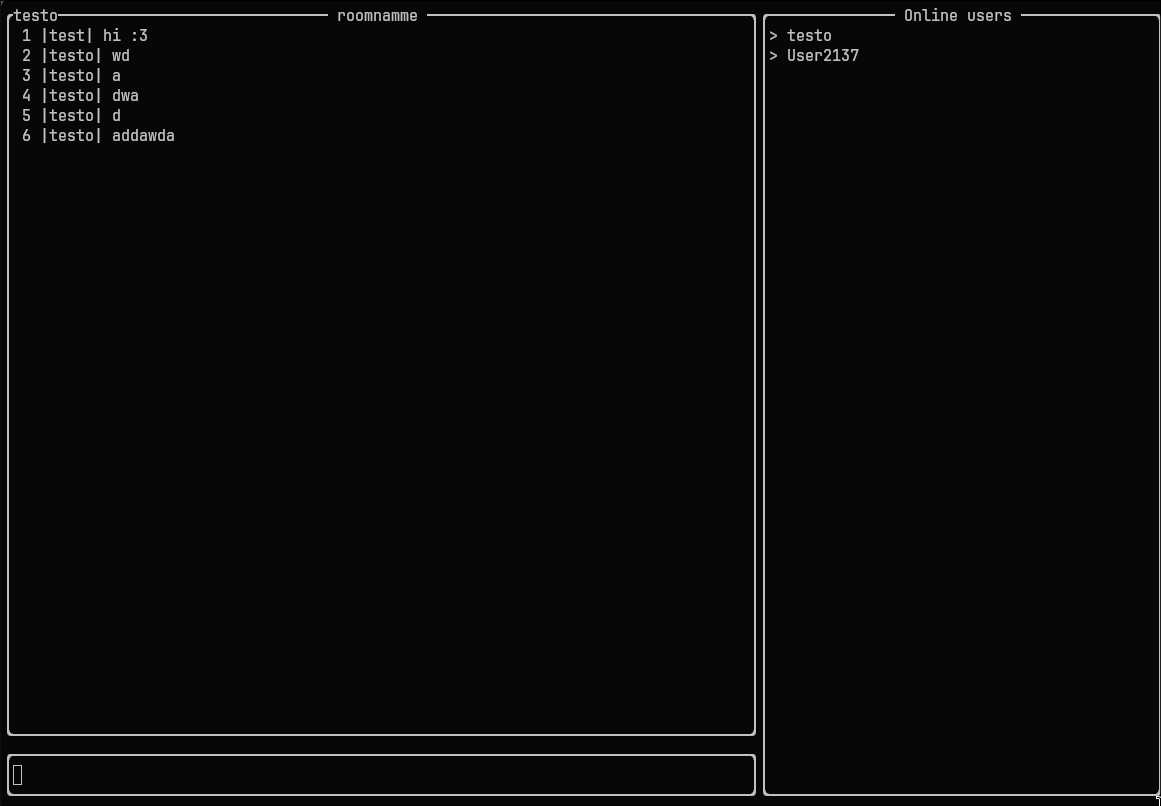 testo roomnamme
1 |test| hi :3
2 |testo| wd
3 |testo| a
4 |testo| dwa
5 |testo| d
6 |testo| addawda
Online users
> testo
> User2137